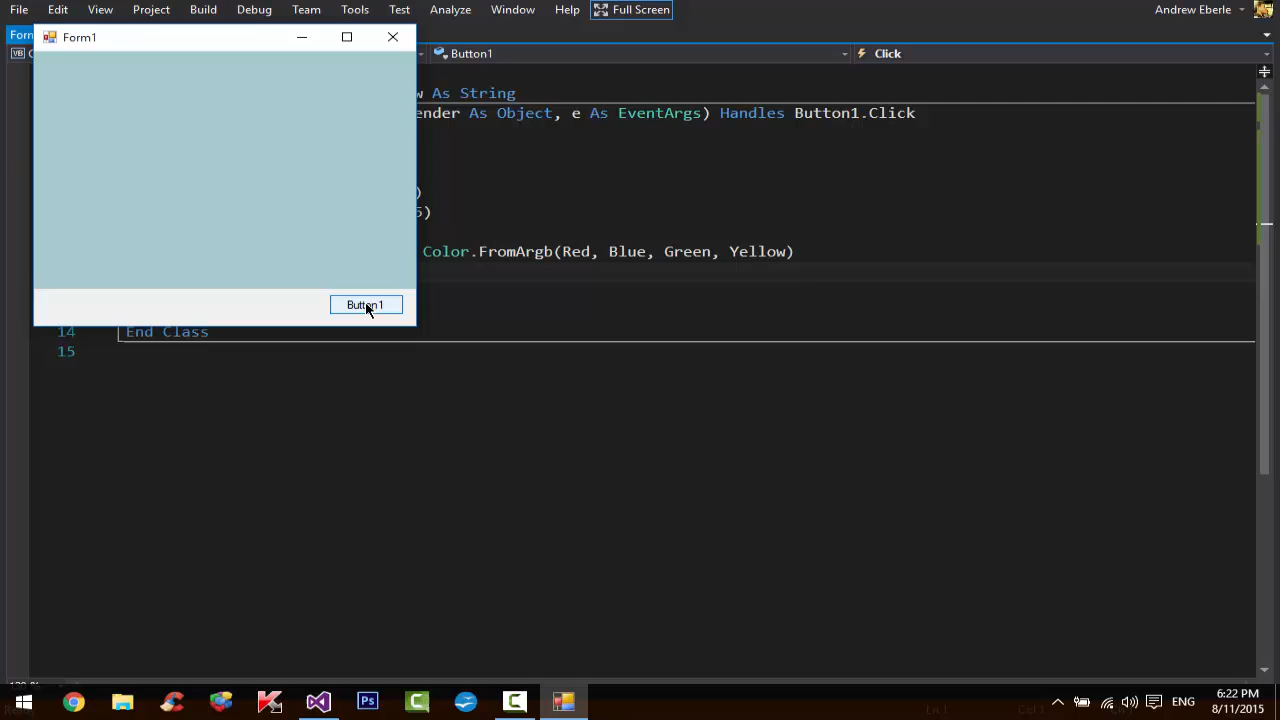 File Edit View Project Build Debug Team Tools Test Analyze Window Help Full Screen Andrew Eberle
Form
Form1
VB
Button1
Click
w As String
ender As Object, e As EventArgs) Handles Button1.Click
)
5)
Color.FromArgb(Red, Blue, Green, Yellow)
Button1
14 End Class
15
Ps
ENG
6:22 PM
8/11/2015